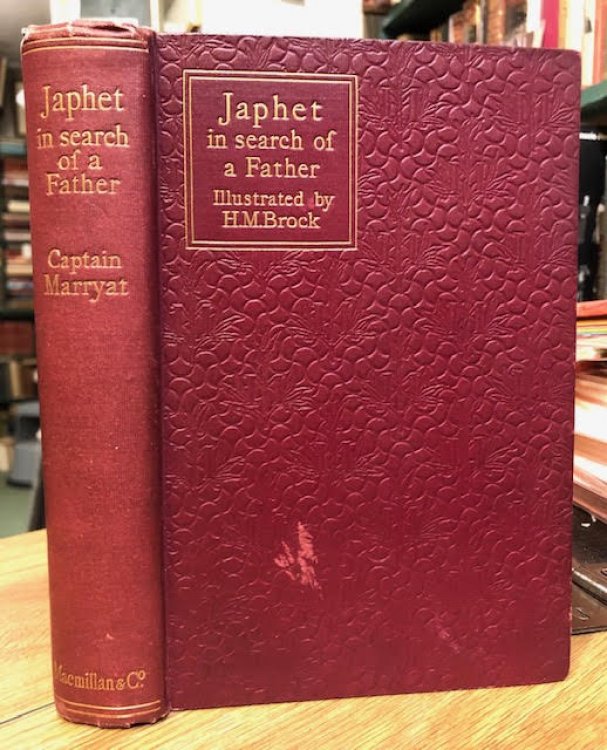 Japhet
in search
of a
Father
Captain
Marryat
Macmillan & Co.
Japhet
in search of
a Father
Illustrated by
H.M.Brock